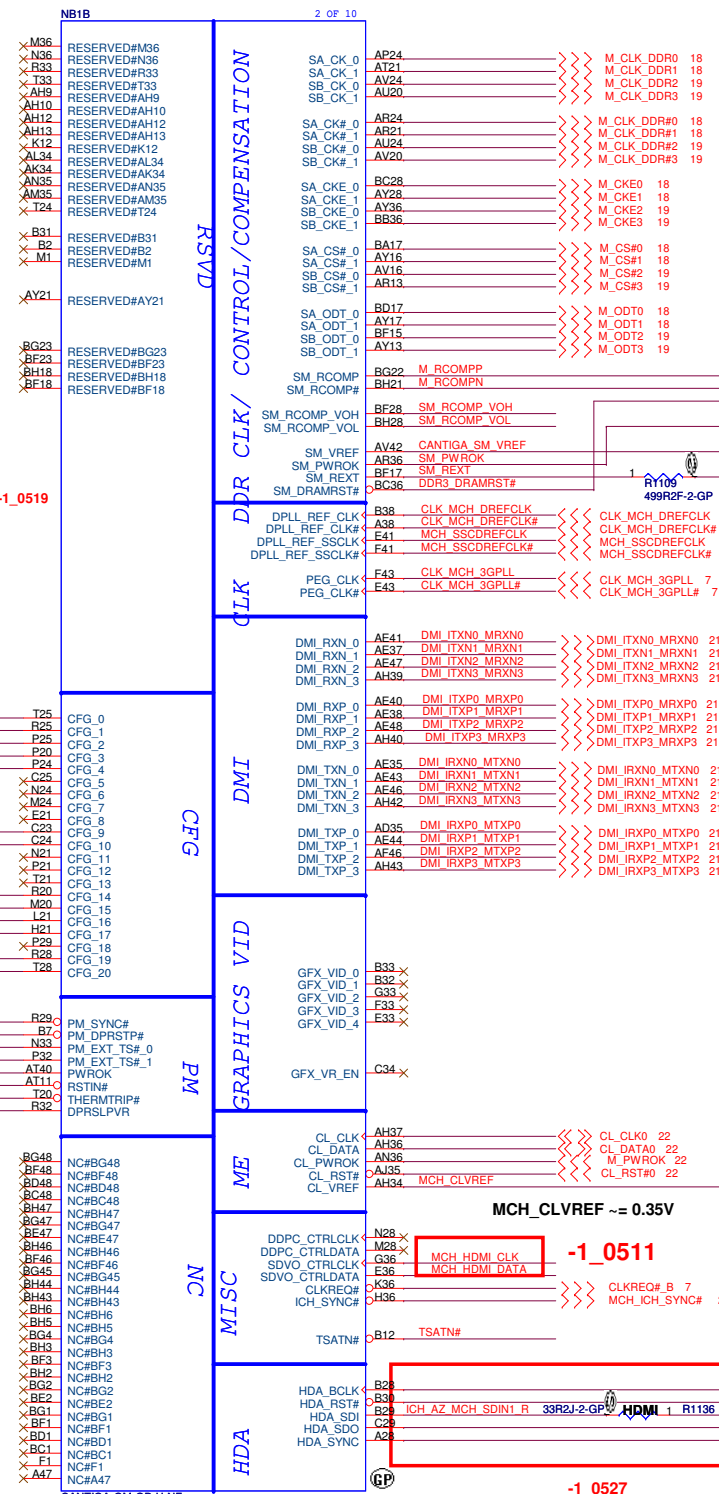 NB1B
2 OF 10
M36 RESERVED#M36
N36 RESERVED#N36
R33 RESERVED#R33
T33 RESERVED#T33
AH9 RESERVED#AH9
AH10 RESERVED#AH10
AH12 RESERVED#AH12
AH13 RESERVED#AH13
K12 RESERVED#K12
AL34 RESERVED#AL34
AK34 RESERVED#AK34
AN35 RESERVED#AN35
AM35 RESERVED#AM35
T24 RESERVED#T24
B31 RESERVED#B31
B2 RESERVED#B2
M1 RESERVED#M1
AY21 RESERVED#AY21
BG23 RESERVED#BG23
BF23 RESERVED#BF23
BH18 RESERVED#BH18
BF18 RESERVED#BF18
RSVD
-1_0519
T25 CFG_0
R25 CFG_1
P25 CFG_2
P20 CFG_3
P24 CFG_4
C25 CFG_5
N24 CFG_6
M24 CFG_7
E21 CFG_8
C23 CFG_9
C24 CFG_10
N21 CFG_11
P21 CFG_12
T21 CFG_13
R20 CFG_14
M20 CFG_15
L21 CFG_16
H21 CFG_17
P29 CFG_18
R28 CFG_19
T28 CFG_20
CFG
R29 PM_SYNC#
B7 PM_DPRSTP#
N33 PM_EXT_TS#_0
P32 PM_EXT_TS#_1
AT40 PWROK
AT11 RSTIN#
T20 THERMTRIP#
R32 DPRSLPVR
PM
BG48 NC#BG48
BF48 NC#BF48
BD48 NC#BD48
BC48 NC#BC48
BH47 NC#BH47
BG47 NC#BG47
BE47 NC#BE47
BH46 NC#BH46
BF46 NC#BF46
BG45 NC#BG45
BH44 NC#BH44
BH43 NC#BH43
BH6 NC#BH6
BH5 NC#BH5
BG4 NC#BG4
BH3 NC#BH3
BF3 NC#BF3
BH2 NC#BH2
BG2 NC#BG2
BE2 NC#BE2
BG1 NC#BG1
BF1 NC#BF1
BD1 NC#BD1
BC1 NC#BC1
F1 NC#F1
A47 NC#A47
NC
DDR CLK/ CONTROL/COMPENSATION
SA_CK_0 AP24 M_CLK_DDR0 18
SA_CK_1 AT21 M_CLK_DDR1 18
SB_CK_0 AV24 M_CLK_DDR2 19
SB_CK_1 AU20 M_CLK_DDR3 19
SA_CK#_0 AR24 M_CLK_DDR#0 18
SA_CK#_1 AR21 M_CLK_DDR#1 18
SB_CK#_0 AU24 M_CLK_DDR#2 19
SB_CK#_1 AV20 M_CLK_DDR#3 19
SA_CKE_0 BC28 M_CKE0 18
SA_CKE_1 AY28 M_CKE1 18
SB_CKE_0 AY36 M_CKE2 19
SB_CKE_1 BB36 M_CKE3 19
SA_CS#_0 BA17 M_CS#0 18
SA_CS#_1 AY16 M_CS#1 18
SB_CS#_0 AV16 M_CS#2 19
SB_CS#_1 AR13 M_CS#3 19
SA_ODT_0 BD17 M_ODT0 18
SA_ODT_1 AY17 M_ODT1 18
SB_ODT_0 BF15 M_ODT2 19
SB_ODT_1 AY13 M_ODT3 19
SM_RCOMP BG22 M_RCOMPP
SM_RCOMP# BH21 M_RCOMPN
SM_RCOMP_VOH BF28 SM_RCOMP_VOH
SM_RCOMP_VOL BH28 SM_RCOMP_VOL
SM_VREF AV42 CANTIGA_SM_VREF
SM_PWROK AR36 SM_PWROK
SM_REXT BF17 SM_REXT 1 R1109
SM_DRAMRST# BC36 DDR3_DRAMRST# 499R2F-2-GP
CLK
DPLL_REF_CLK B38 CLK_MCH_DREFCLK CLK_MCH_DREFCLK
DPLL_REF_CLK# A38 CLK_MCH_DREFCLK# CLK_MCH_DREFCLK#
DPLL_REF_SSCLK E41 MCH_SSCDREFCLK MCH_SSCDREFCLK
DPLL_REF_SSCLK# F41 MCH_SSCDREFCLK# MCH_SSCDREFCLK#
PEG_CLK F43 CLK_MCH_3GPLL CLK_MCH_3GPLL 7
PEG_CLK# E43 CLK_MCH_3GPLL# CLK_MCH_3GPLL# 7
DMI
DMI_RXN_0 AE41 DMI_ITXN0_MRXN0 DMI_ITXN0_MRXN0 21
DMI_RXN_1 AE37 DMI_ITXN1_MRXN1 DMI_ITXN1_MRXN1 21
DMI_RXN_2 AE47 DMI_ITXN2_MRXN2 DMI_ITXN2_MRXN2 21
DMI_RXN_3 AH39 DMI_ITXN3_MRXN3 DMI_ITXN3_MRXN3 21
DMI_RXP_0 AE40 DMI_ITXP0_MRXP0 DMI_ITXP0_MRXP0 21
DMI_RXP_1 AE38 DMI_ITXP1_MRXP1 DMI_ITXP1_MRXP1 21
DMI_RXP_2 AE48 DMI_ITXP2_MRXP2 DMI_ITXP2_MRXP2 21
DMI_RXP_3 AH40 DMI_ITXP3_MRXP3 DMI_ITXP3_MRXP3 21
DMI_TXN_0 AE35 DMI_IRXN0_MTXN0 DMI_IRXN0_MTXN0 21
DMI_TXN_1 AE43 DMI_IRXN1_MTXN1 DMI_IRXN1_MTXN1 21
DMI_TXN_2 AE46 DMI_IRXN2_MTXN2 DMI_IRXN2_MTXN2 21
DMI_TXN_3 AH42 DMI_IRXN3_MTXN3 DMI_IRXN3_MTXN3 21
DMI_TXP_0 AD35 DMI_IRXP0_MTXP0 DMI_IRXP0_MTXP0 21
DMI_TXP_1 AE44 DMI_IRXP1_MTXP1 DMI_IRXP1_MTXP1 21
DMI_TXP_2 AF46 DMI_IRXP2_MTXP2 DMI_IRXP2_MTXP2 21
DMI_TXP_3 AH43 DMI_IRXP3_MTXP3 DMI_IRXP3_MTXP3 21
GRAPHICS VID
GFX_VID_0 B33
GFX_VID_1 B32
GFX_VID_2 G33
GFX_VID_3 F33
GFX_VID_4 E33
GFX_VR_EN C34
ME
CL_CLK AH37 CL_CLK0 22
CL_DATA AH36 CL_DATA0 22
CL_PWROK AN36 M_PWROK 22
CL_RST# AJ35 CL_RST#0 22
CL_VREF AH34 MCH_CLVREF
MCH_CLVREF ~= 0.35V
MISC
DDPC_CTRLCLK N28
DDPC_CTRLDATA M28
SDVO_CTRLCLK G36 MCH_HDMI_CLK
SDVO_CTRLDATA E36 MCH_HDMI_DATA
-1_0511
CLKREQ# K36 CLKREQ#_B 7
ICH_SYNC# H36 MCH_ICH_SYNC#
TSATN# B12 TSATN#
HDA
HDA_BCLK B28
HDA_RST# B30
HDA_SDI B29 ICH_AZ_MCH_SDIN1_R 33R2J-2-GP HDMI 1 R1136
HDA_SDO C29
HDA_SYNC A28
GP
-1_0527